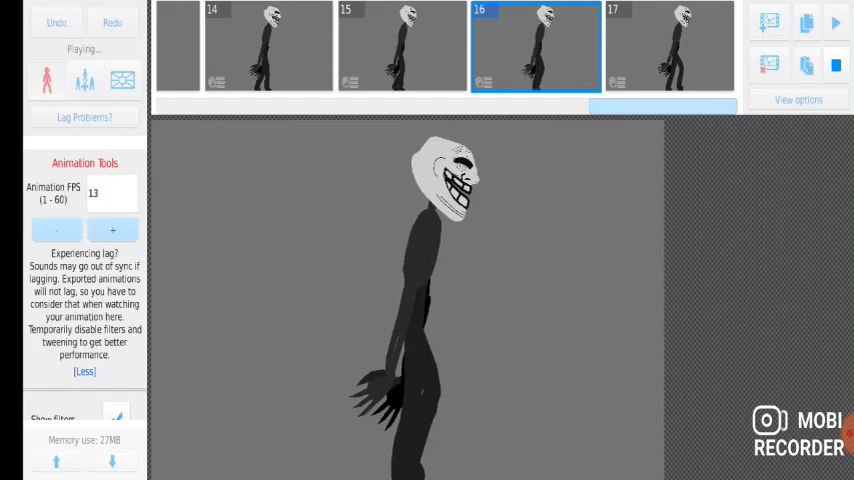 Undo
Redo
14
15
16
17
Playing...
View options
Lag Problems?
Animation Tools
Animation FPS
(1 - 60)
13
-
+
Experiencing lag?
Sounds may go out of sync if
lagging. Exported animations
will not lag, so you have to
consider that when watching
your animation here.
Temporarily disable filters and
tweening to get better
performance.
[Less]
Show filters
Memory use: 27MB
MOBI
RECORDER